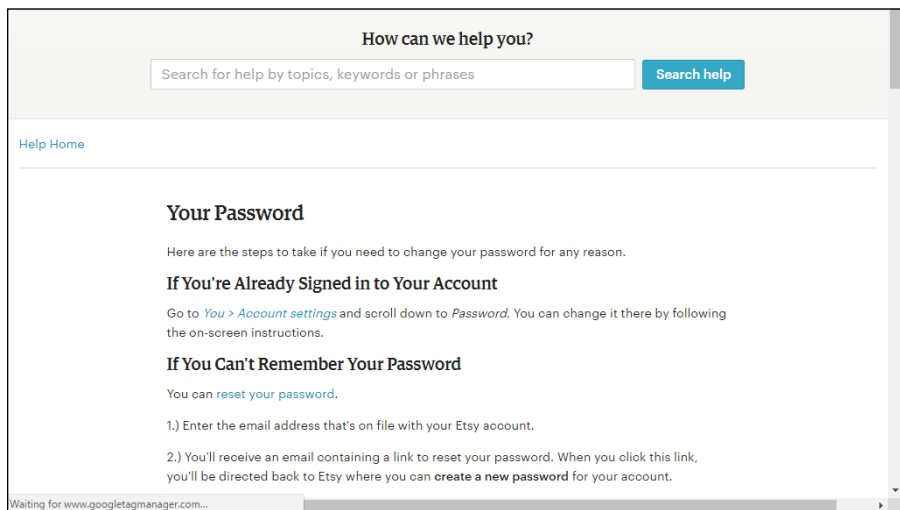 How can we help you?
Search for help by topics, keywords or phrases
Search help
Help Home
Your Password
Here are the steps to take if you need to change your password for any reason.
If You're Already Signed in to Your Account
Go to You > Account settings and scroll down to Password. You can change it there by following
the on-screen instructions.
If You Can't Remember Your Password
You can reset your password.
1.) Enter the email address that's on file with your Etsy account.
2.) You'll receive an email containing a link to reset your password. When you click this link,
you'll be directed back to Etsy where you can create a new password for your account.
Waiting for www.googletagmanager.com...